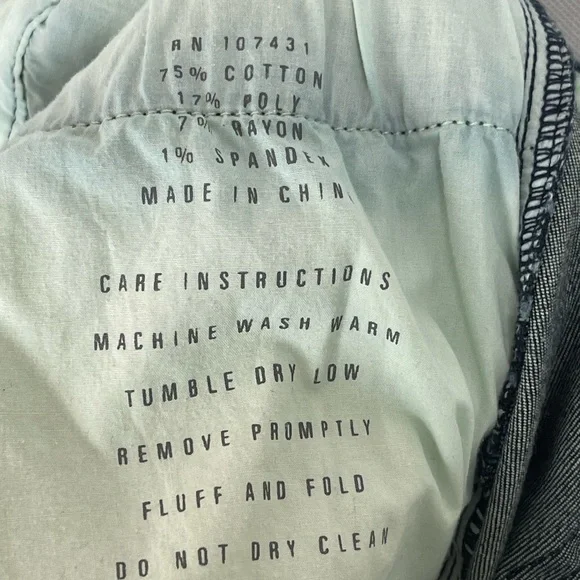 RN 107431
75% COTTON
17% POLY
7% RAYON
1% SPANDEX
MADE IN CHIN
CARE INSTRUCTIONS
MACHINE WASH WARM
TUMBLE DRY LOW
REMOVE PROMPTLY
FLUFF AND FOLD
DO NOT DRY CLEAN